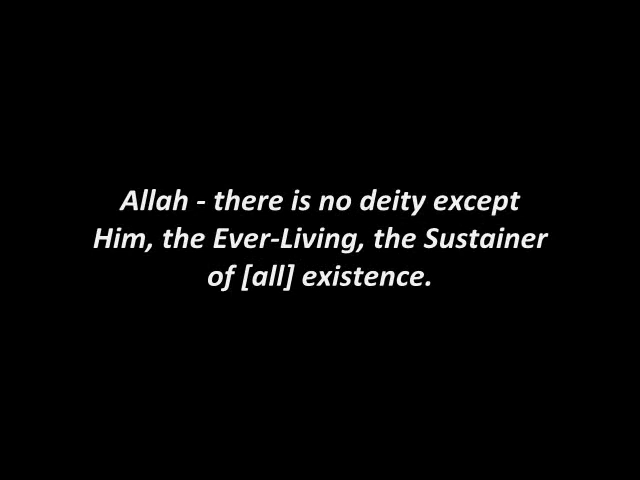 Allah - there is no deity except
Him, the Ever-Living, the Sustainer
of [all] existence.